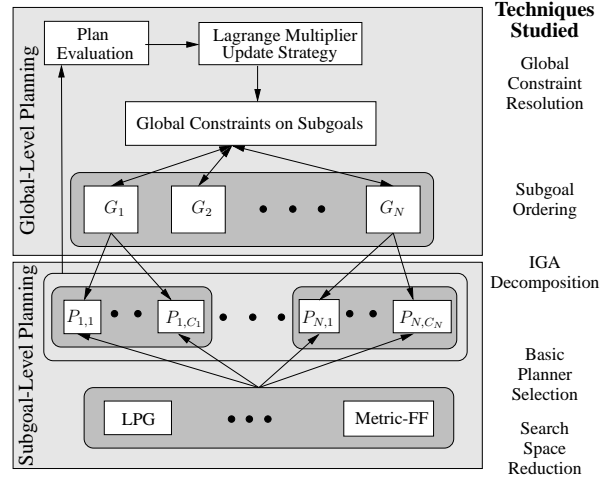 Techniques
Studied
Plan
Evaluation
Lagrange Multiplier
Update Strategy
Global
Constraint
Resolution
Global Constraints on Subgoals
Global-Level Planning
G1
G2
• • •
GN
Subgoal
Ordering
IGA
Decomposition
Subgoal-Level Planning
P1,1
• •
P1,C1
• • •
PN,1
• •
PN,CN
Basic
Planner
Selection
LPG
• • •
Metric-FF
Search
Space
Reduction